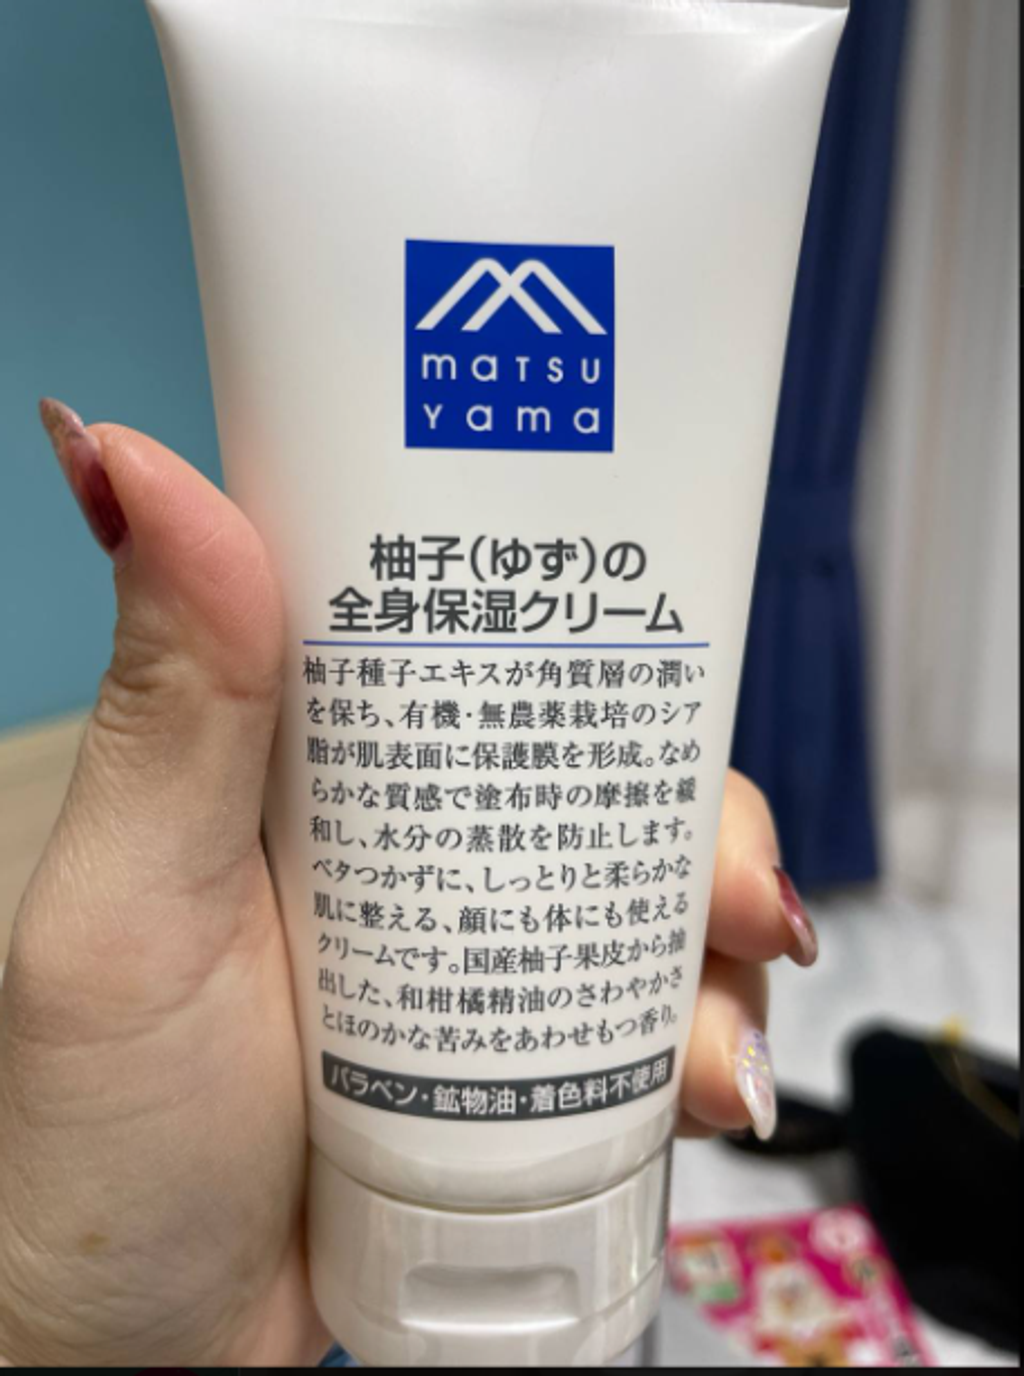 maTSU
Yama
柚子(ゆず)の
全身保湿クリーム
柚子種子エキスが角質層の潤い
を保ち、有機・無農薬栽培のシア
脂が肌表面に保護膜を形成。なめ
らかな質感で塗布時の摩擦を緩
和し、水分の蒸散を防止します。
ベタつかずに、しっとりと柔らかな
肌に整える、顔にも体にも使える
クリームです。国産柚子果皮から抽
出した、和柑橘精油のさわやかさ
とほのかな苦みをあわせもつ香り。
パラベン・鉱物油・着色料不使用